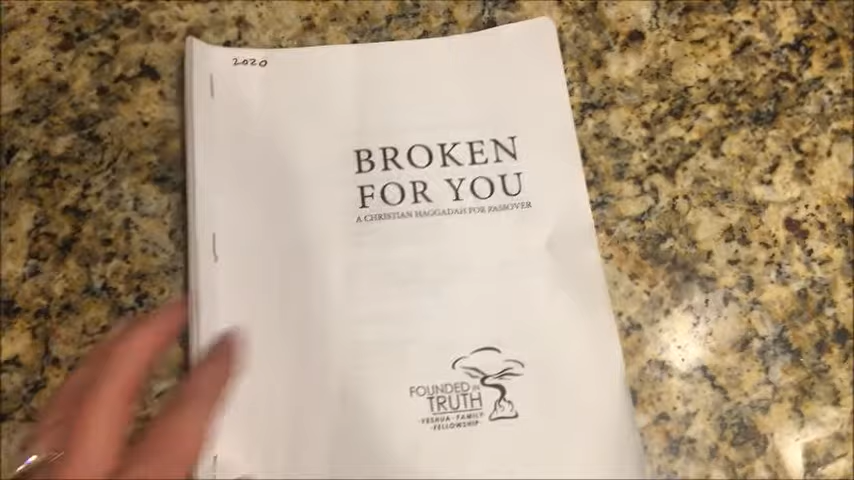 2020
BROKEN
FOR YOU
A CHRISTIAN HAGGADAH FOR PASSOVER
FOUNDED IN
TRUTH
·YESHUA·FAMILY
·FELLOWSHIP·